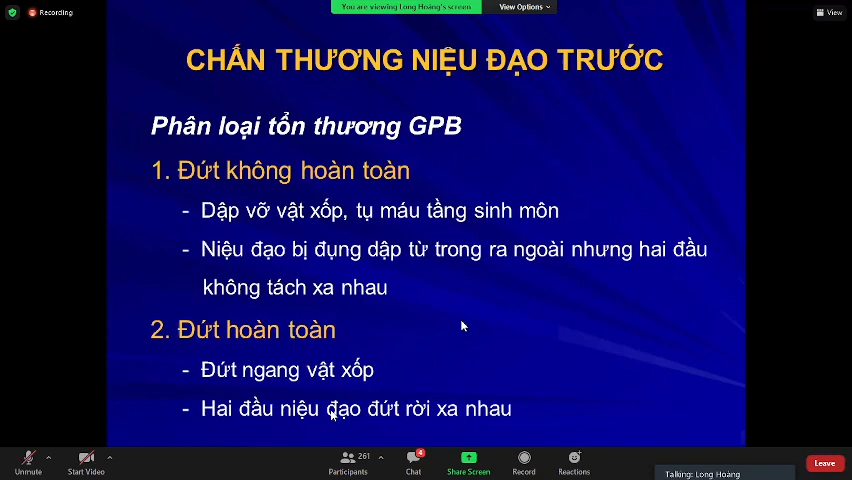 You are viewing Long Hoàng's screen
View Options
Recording
View
CHẤN THƯƠNG NIỆU ĐẠO TRƯỚC
Phân loại tổn thương GPB
1. Đứt không hoàn toàn
- Dập vỡ vật xốp, tụ máu tầng sinh môn
- Niệu đạo bị đụng dập từ trong ra ngoài nhưng hai đầu
không tách xa nhau
2. Đứt hoàn toàn
- Đứt ngang vật xốp
- Hai đầu niệu đạo đứt rời xa nhau
Unmute
Start Video
261
Participants
4
Chat
Share Screen
Record
Reactions
Leave
Talking: Long Hoàng